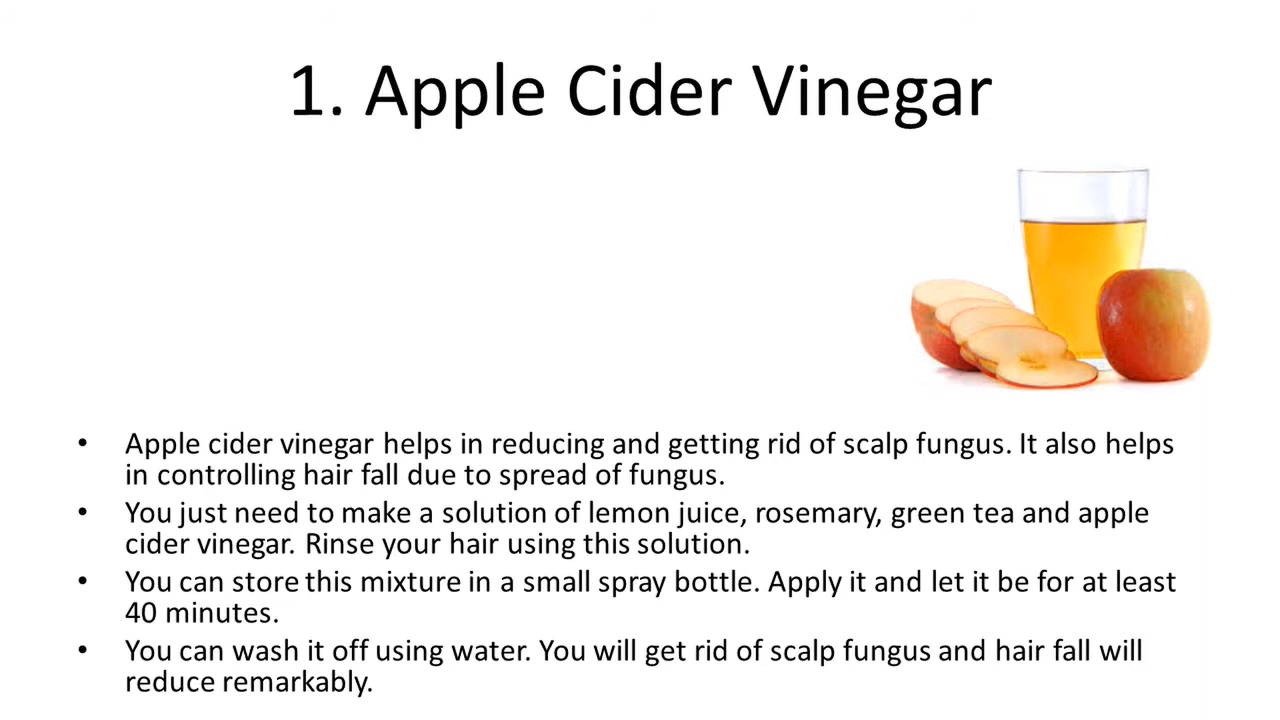 1. Apple Cider Vinegar
• Apple cider vinegar helps in reducing and getting rid of scalp fungus. It also helps
in controlling hair fall due to spread of fungus.
• You just need to make a solution of lemon juice, rosemary, green tea and apple
cider vinegar. Rinse your hair using this solution.
• You can store this mixture in a small spray bottle. Apply it and let it be for at least
40 minutes.
• You can wash it off using water. You will get rid of scalp fungus and hair fall will
reduce remarkably.